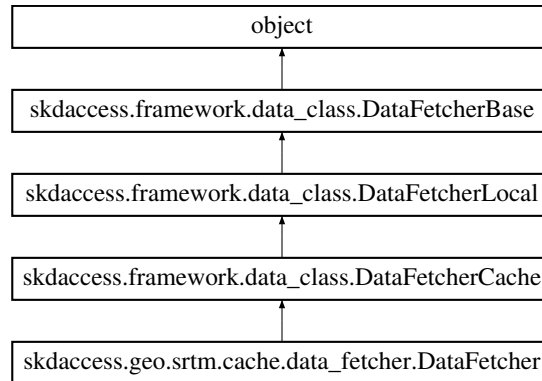 object
skdaccess.framework.data_class.DataFetcherBase
skdaccess.framework.data_class.DataFetcherLocal
skdaccess.framework.data_class.DataFetcherCache
skdaccess.geo.srtm.cache.data_fetcher.DataFetcher